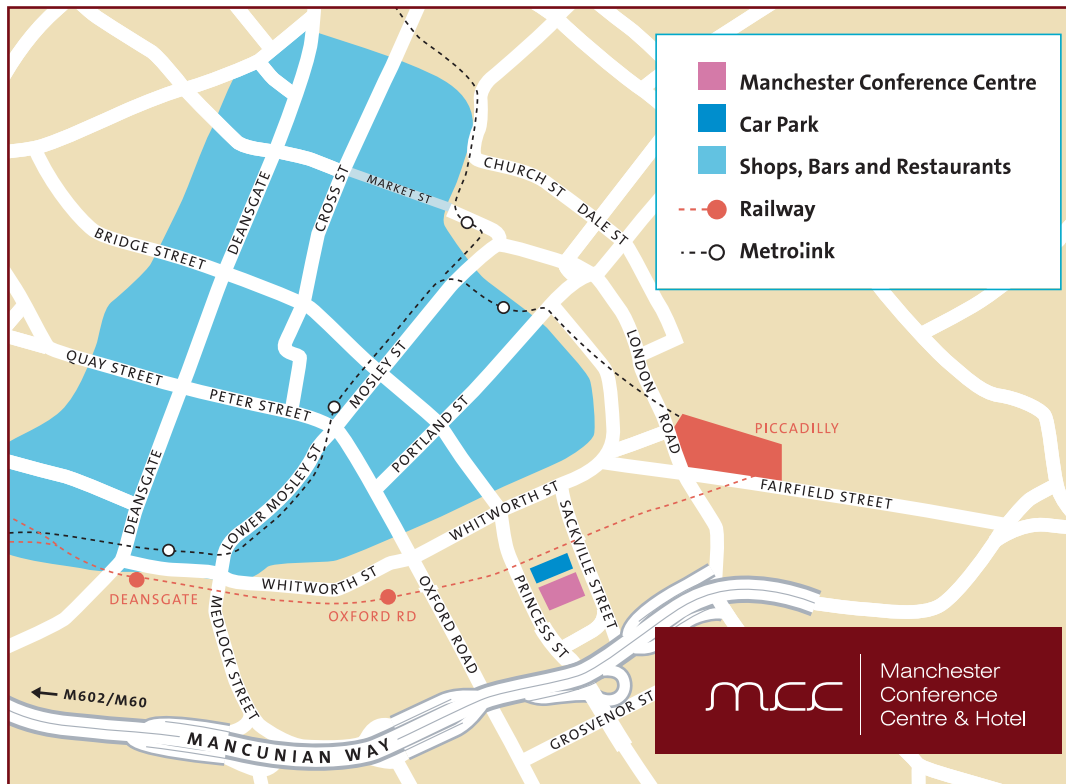 Manchester Conference Centre
Car Park
Shops, Bars and Restaurants
Railway
Metrolink
CHURCH ST
DALE ST
MARKET ST
CROSS ST
DEANSGATE
BRIDGE STREET
QUAY STREET
PETER STREET
MOSLEY ST
PORTLAND ST
LONDON
ROAD
PICCADILLY
FAIRFIELD STREET
DEANSGATE
LOWER MOSLEY ST
WHITWORTH ST
SACKVILLE STREET
WHITWORTH ST
DEANSGATE
OXFORD RD
MEDLOCK STREET
OXFORD ROAD
PRINCESS ST
GROSVENOR ST
M602/M60
MANCUNIAN WAY
mcc
Manchester
Conference
Centre & Hotel